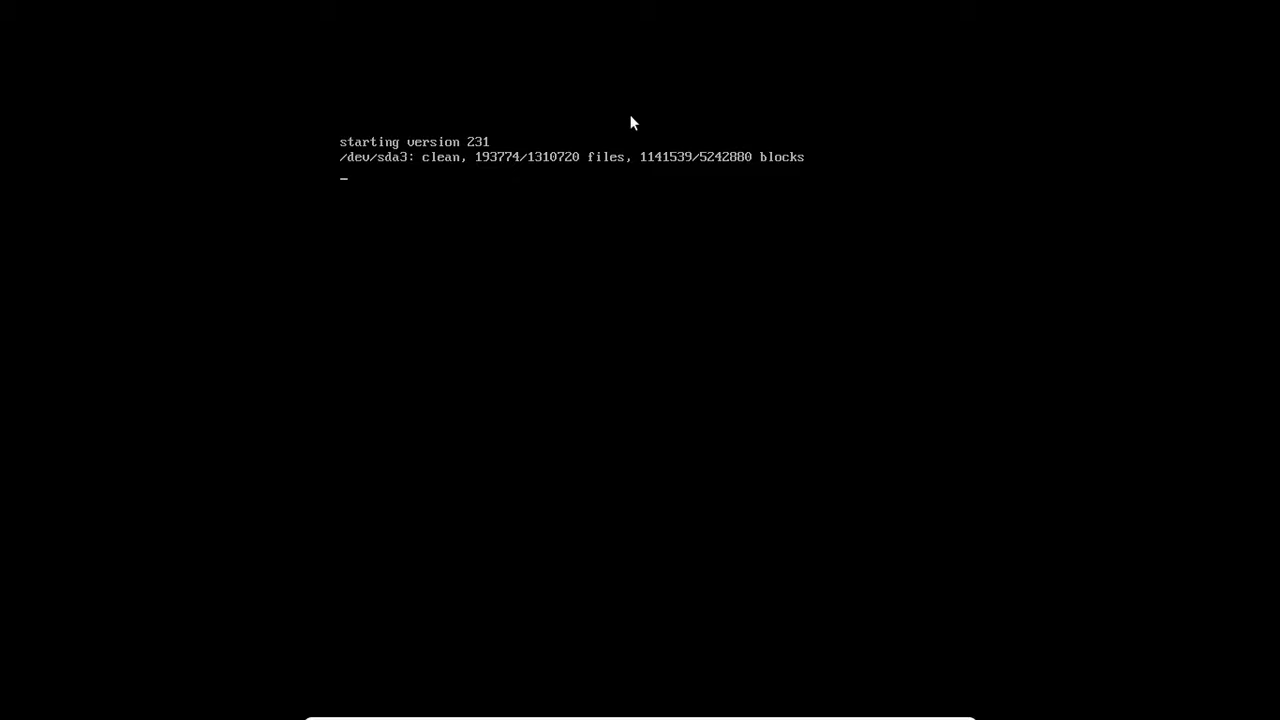 starting version 231
/dev/sda3: clean, 193774/1310720 files, 1141539/5242880 blocks
_